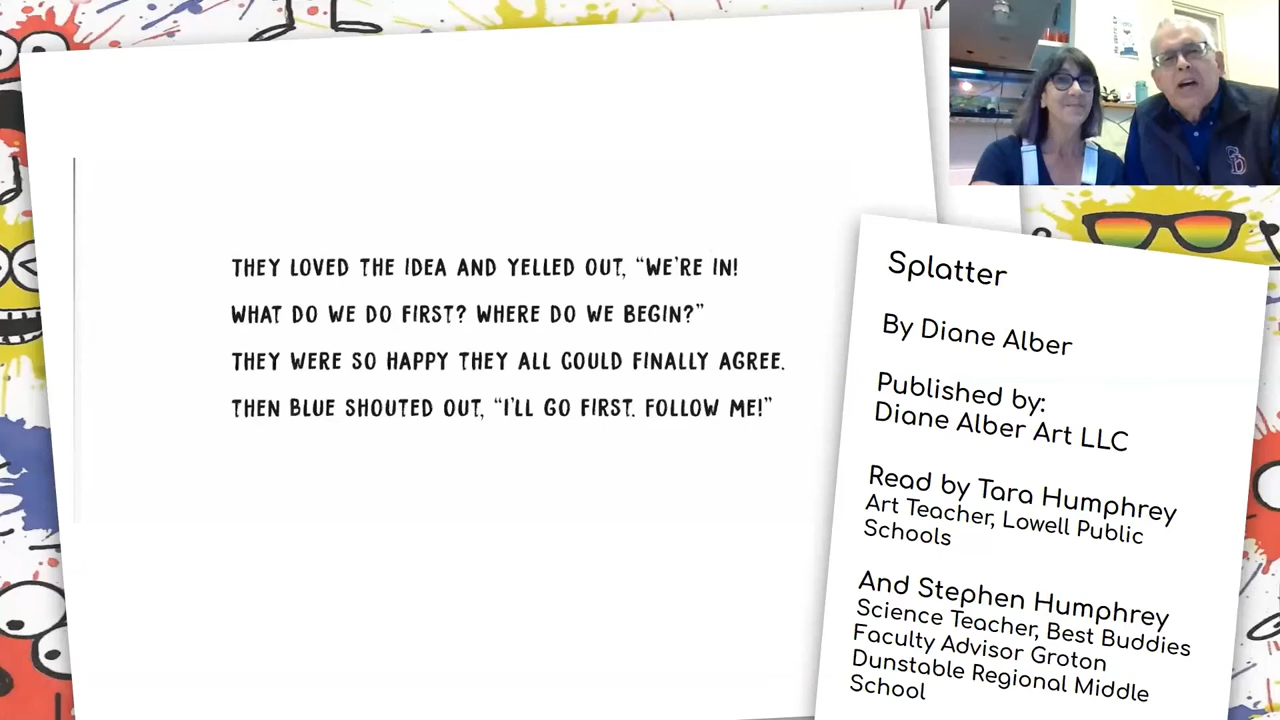 THEY LOVED THE IDEA AND YELLED OUT, “WE’RE IN!
WHAT DO WE DO FIRST? WHERE DO WE BEGIN?”
THEY WERE SO HAPPY THEY ALL COULD FINALLY AGREE.
THEN BLUE SHOUTED OUT, “I’LL GO FIRST. FOLLOW ME!”
Splatter
By Diane Alber
Published by:
Diane Alber Art LLC
Read by Tara Humphrey
Art Teacher, Lowell Public
Schools
And Stephen Humphrey
Science Teacher, Best Buddies
Faculty Advisor Groton
Dunstable Regional Middle
School